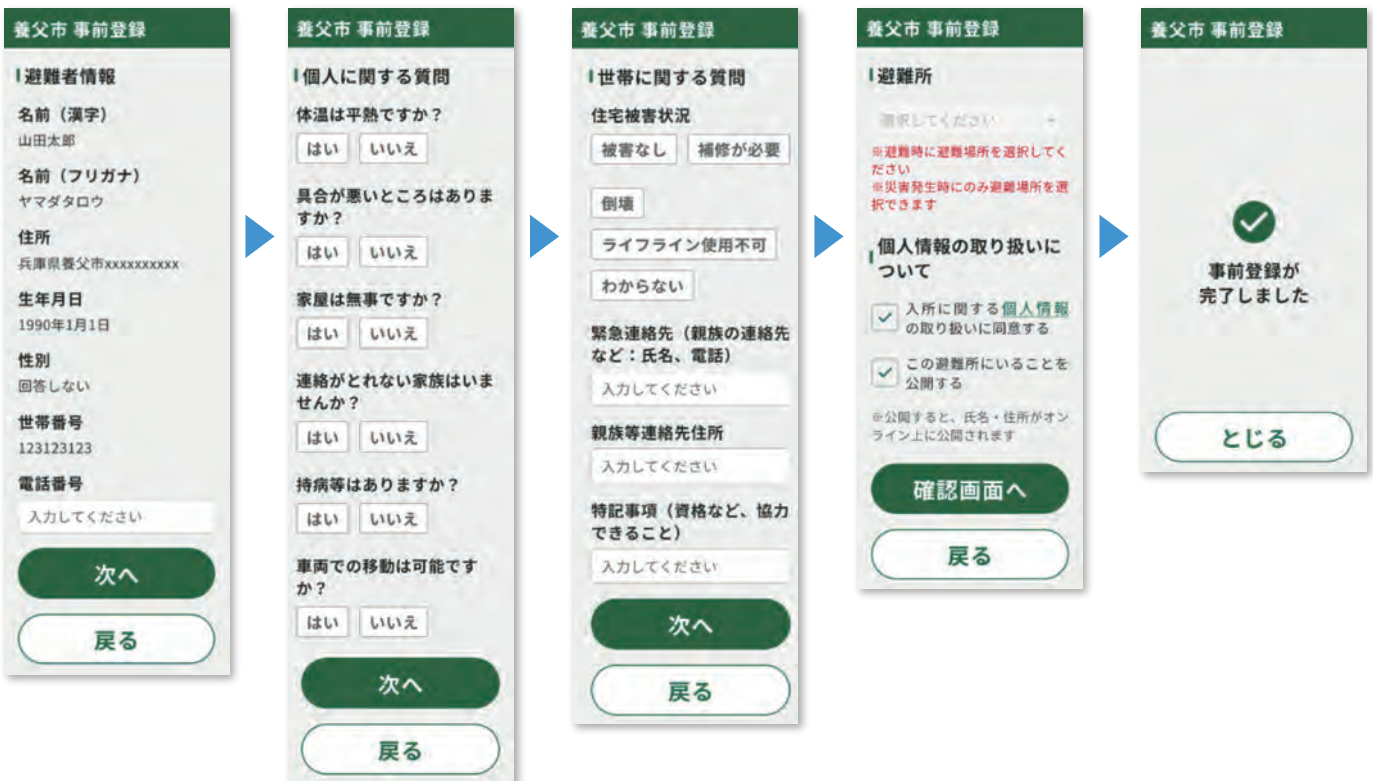 養父市 事前登録
避難者情報
名前（漢字）
山田太郎
名前（フリガナ）
ヤマダタロウ
住所
兵庫県養父市xxxxxxxxxx
生年月日
1990年1月1日
性別
回答しない
世帯番号
123123123
電話番号
入力してください
次へ
戻る
養父市 事前登録
個人に関する質問
体温は平熱ですか？
はい いいえ
具合が悪いところはありま
すか？
はい いいえ
家屋は無事ですか？
はい いいえ
連絡がとれない家族はいま
せんか？
はい いいえ
持病等はありますか？
はい いいえ
車両での移動は可能です
か？
はい いいえ
次へ
戻る
養父市 事前登録
世帯に関する質問
住宅被害状況
被害なし 補修が必要
倒壊
ライフライン使用不可
わからない
緊急連絡先（親族の連絡先
など：氏名、電話）
入力してください
親族等連絡先住所
入力してください
特記事項（資格など、協力
できること）
入力してください
次へ
戻る
養父市 事前登録
避難所
選択してください
※避難時に避難場所を選択してく
ださい
※災害発生時にのみ避難場所を選
択できます
個人情報の取り扱いに
ついて
入所に関する個人情報
の取り扱いに同意する
この避難所にいることを
公開する
※公開すると、氏名・住所がオン
ライン上に公開されます
確認画面へ
戻る
養父市 事前登録
事前登録が
完了しました
とじる